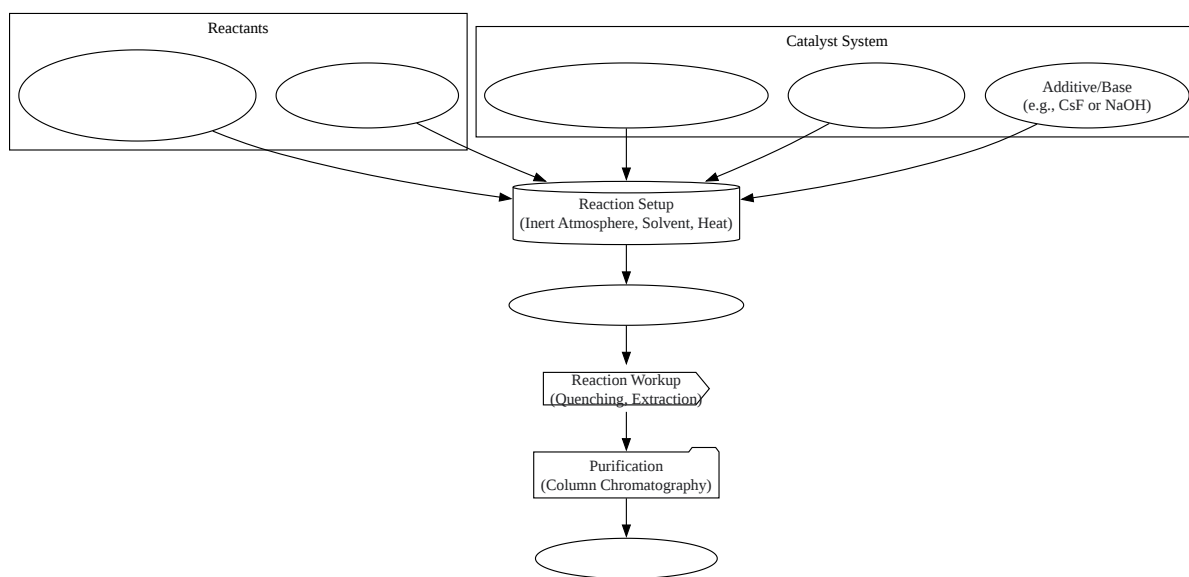 Reactants
Catalyst System
Additive/Base
(e.g., CsF or NaOH)
Reaction Setup
(Inert Atmosphere, Solvent, Heat)
Reaction Workup
(Quenching, Extraction)
Purification
(Column Chromatography)